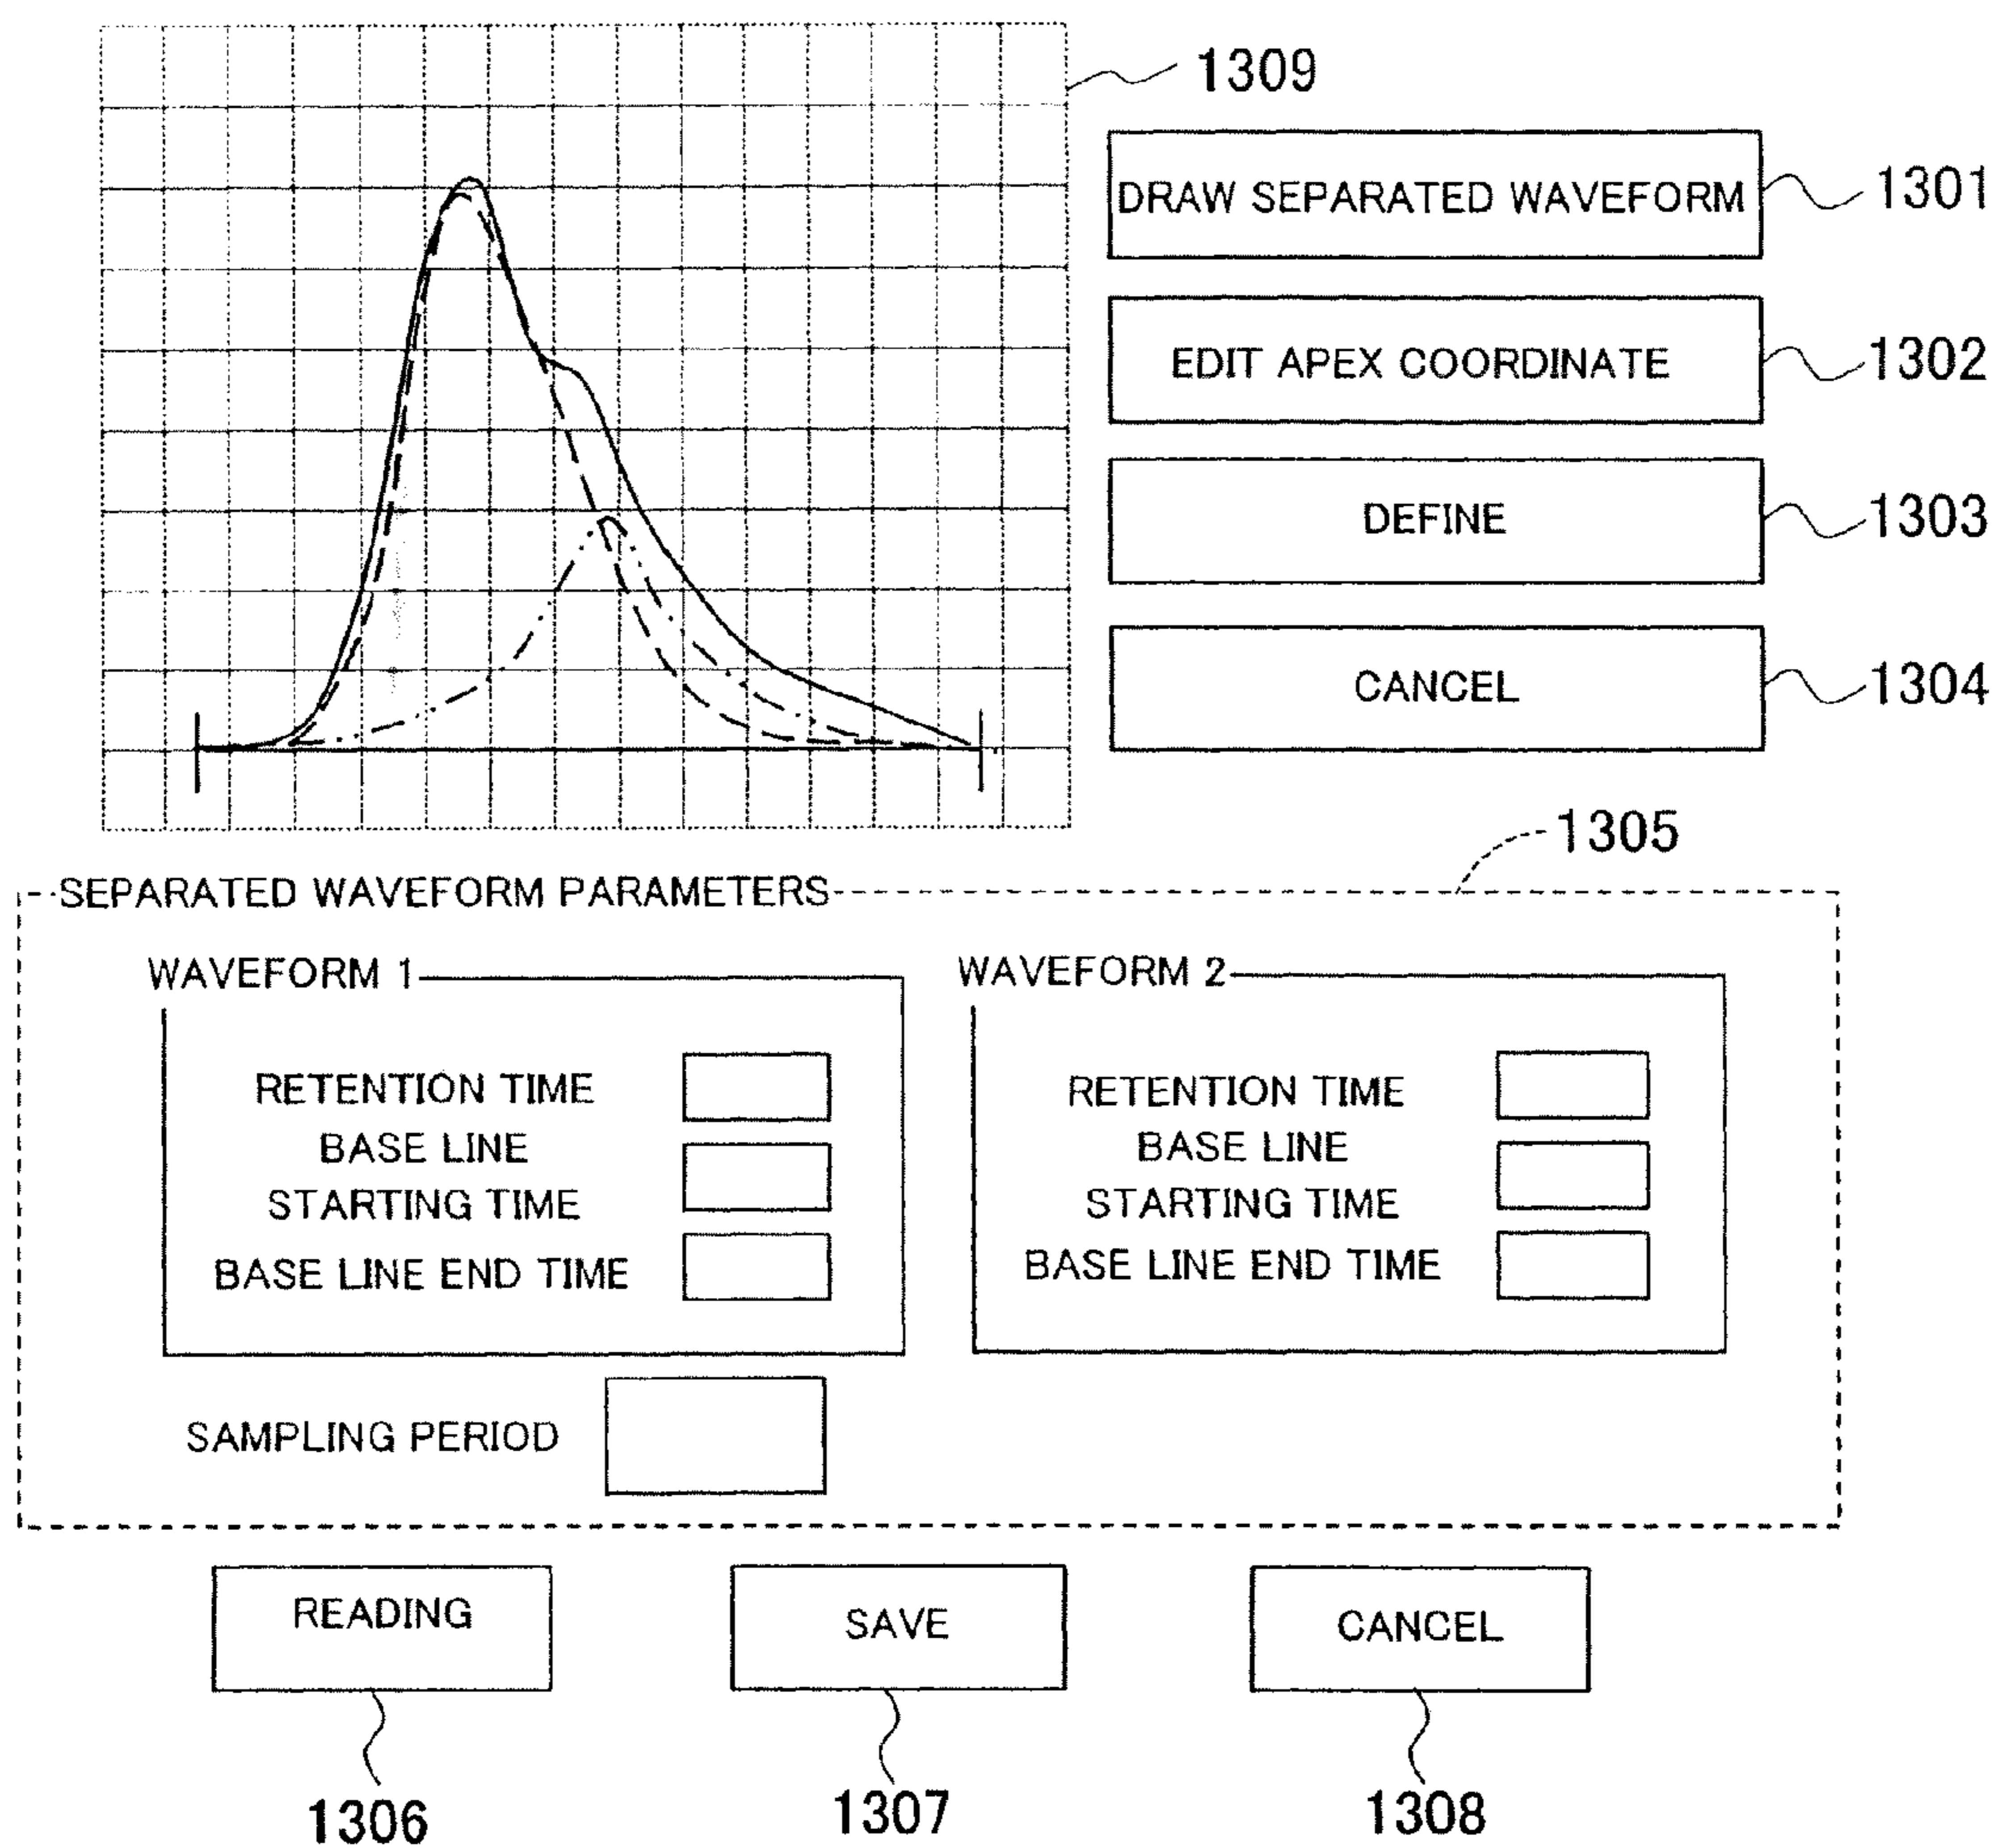 1309
DRAW SEPARATED WAVEFORM
1301
EDIT APEX COORDINATE
1302
DEFINE
1303
CANCEL
1304
1305
SEPARATED WAVEFORM PARAMETERS
WAVEFORM 1
RETENTION TIME
BASE LINE
STARTING TIME
BASE LINE END TIME
WAVEFORM 2
RETENTION TIME
BASE LINE
STARTING TIME
BASE LINE END TIME
SAMPLING PERIOD
READING
SAVE
CANCEL
1306
1307
1308